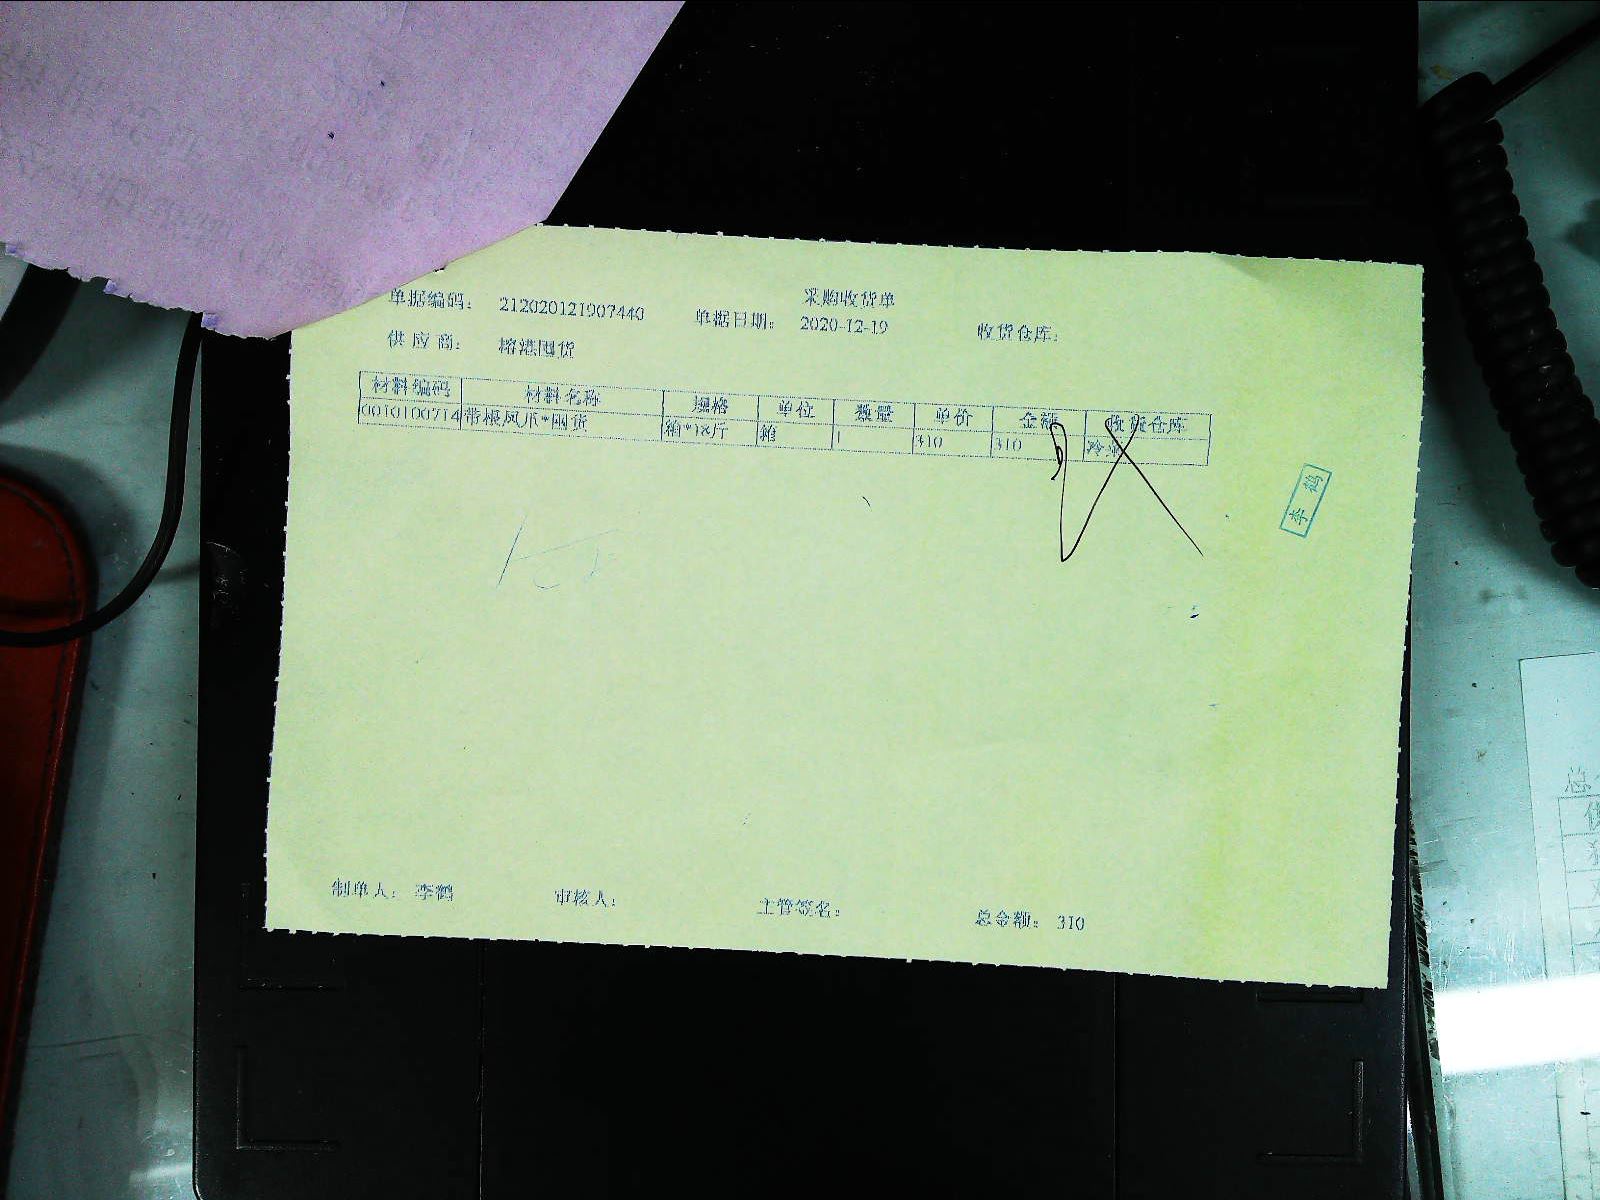 采购收货单
单据编码： 212020121907440 单据日期： 2020-12-19 收货仓库：
供应商： 榕港囤货
材料编码 材料名称 规格 单位 数量 单价 金额 收货仓库
0010100714 带根凤爪*囤货 箱*18斤 箱 1 310 310 冷冻
李鹤
制单人： 李鹤 审核人： 主管签名： 总金额： 310